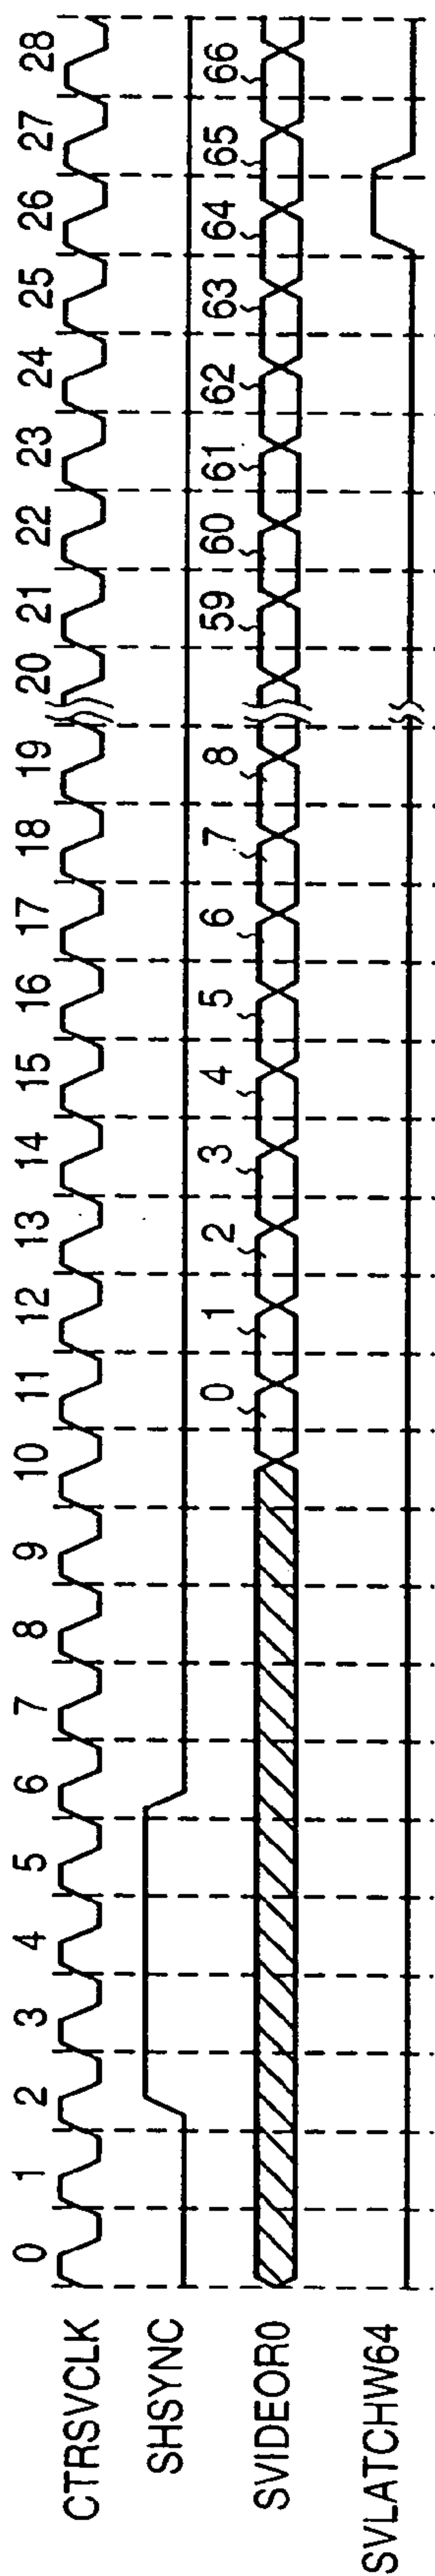 0 1 2 3 4 5 6 7 8 9 10 11 12 13 14 15 16 17 18 19 20 21 22 23 24 25 26 27 28
CTRSVCLK
SHSYNC
0 1 2 3 4 5 6 7 8 59 60 61 62 63 64 65 66
SVIDEOR0
SVLATCHW64